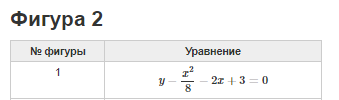 Фигура 2
№ фигуры Уравнение
1 y − x²/8 − 2x + 3 = 0